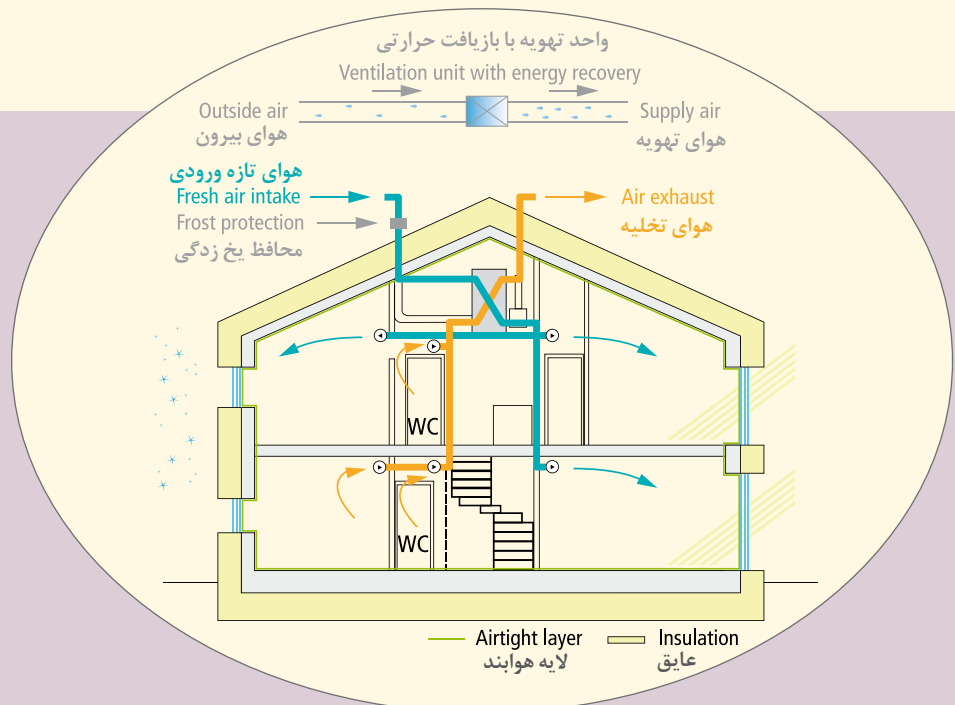 واحد تهویه با بازیافت حرارتی
Ventilation unit with energy recovery
Outside air
هوای بیرون
Supply air
هوای تهویه
هوای تازه ورودی
Fresh air intake
Frost protection
محافظ یخ زدگی
Air exhaust
هوای تخلیه
WC
WC
Airtight layer
لایه هوابند
Insulation
عایق